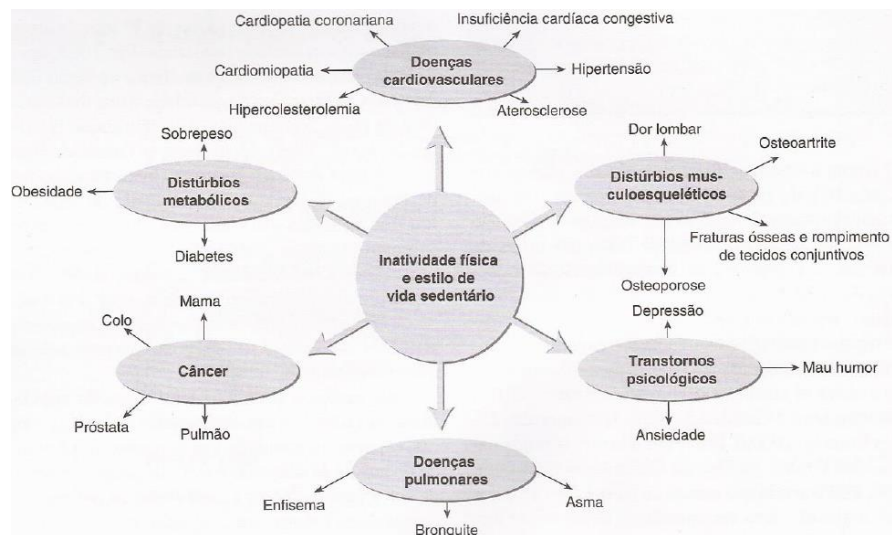 Cardiopatia coronariana
Insuficiência cardíaca congestiva
Doenças
cardiovasculares
Cardiomiopatia
Hipertensão
Hipercolesterolemia
Aterosclerose
Sobrepeso
Distúrbios
metabólicos
Obesidade
Diabetes
Dor lombar
Osteoartrite
Distúrbios mus-
culoesqueléticos
Fraturas ósseas e rompimento
de tecidos conjuntivos
Osteoporose
Inatividade física
e estilo de
vida sedentário
Mama
Colo
Câncer
Próstata
Pulmão
Depressão
Transtornos
psicológicos
Mau humor
Ansiedade
Doenças
pulmonares
Enfisema
Bronquite
Asma